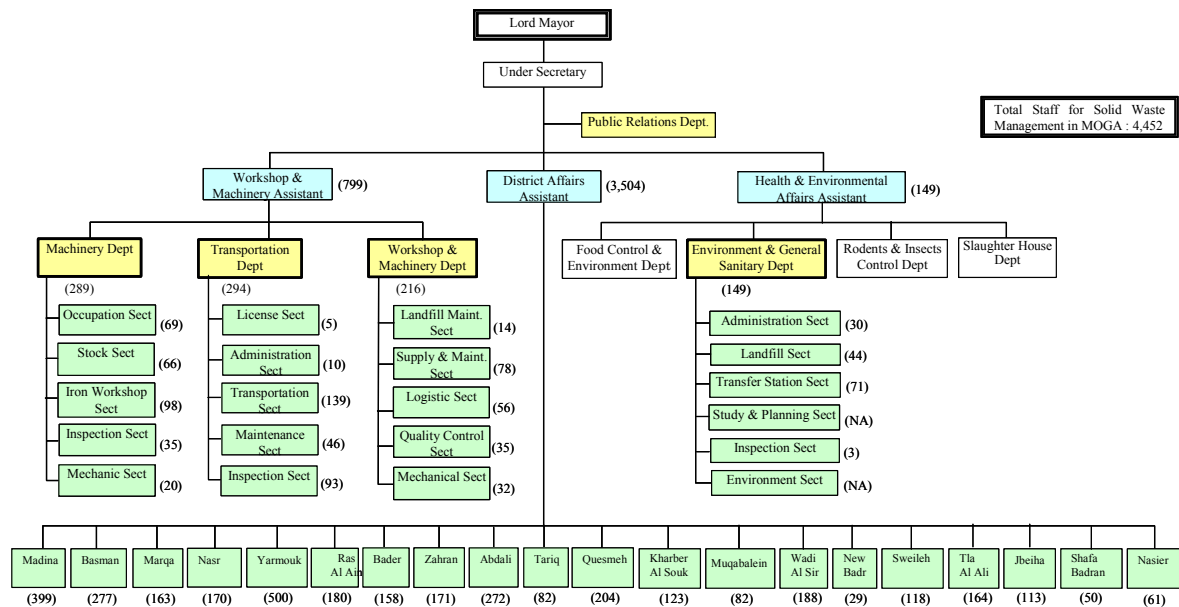 Lord Mayor
Under Secretary
Public Relations Dept.
Total Staff for Solid Waste
Management in MOGA : 4,452
Workshop &
Machinery Assistant
(799)
District Affairs
Assistant
(3,504)
Health & Environmental
Affairs Assistant
(149)
Machinery Dept
(289)
Transportation
Dept
(294)
Workshop &
Machinery Dept
(216)
Food Control &
Environment Dept
Environment & General
Sanitary Dept
(149)
Rodents & Insects
Control Dept
Slaughter House
Dept
Occupation Sect
(69)
Stock Sect
(66)
Iron Workshop
Sect
(98)
Inspection Sect
(35)
Mechanic Sect
(20)
License Sect
(5)
Administration
Sect
(10)
Transportation
Sect
(139)
Maintenance
Sect
(46)
Inspection Sect
(93)
Landfill Maint.
Sect
(14)
Supply & Maint.
Sect
(78)
Logistic Sect
(56)
Quality Control
Sect
(35)
Mechanical Sect
(32)
Administration Sect
(30)
Landfill Sect
(44)
Transfer Station Sect
(71)
Study & Planning Sect
(NA)
Inspection Sect
(3)
Environment Sect
(NA)
Madina
(399)
Basman
(277)
Marqa
(163)
Nasr
(170)
Yarmouk
(500)
Ras
Al Ain
(180)
Bader
(158)
Zahran
(171)
Abdali
(272)
Tariq
(82)
Quesmeh
(204)
Kharber
Al Souk
(123)
Muqabalein
(82)
Wadi
Al Sir
(188)
New
Badr
(29)
Sweileh
(118)
Tla
Al Ali
(164)
Jbeiha
(113)
Shafa
Badran
(50)
Nasier
(61)